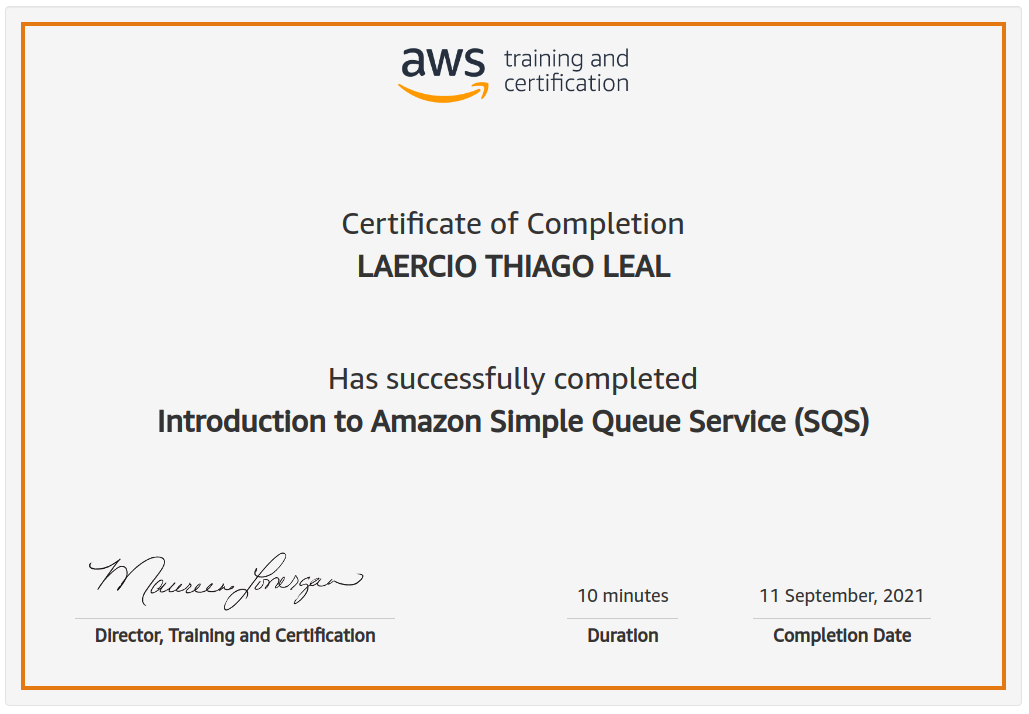 aws training and
certification
Certificate of Completion
LAERCIO THIAGO LEAL
Has successfully completed
Introduction to Amazon Simple Queue Service (SQS)
Maureen Lonergan
10 minutes
11 September, 2021
Director, Training and Certification
Duration
Completion Date